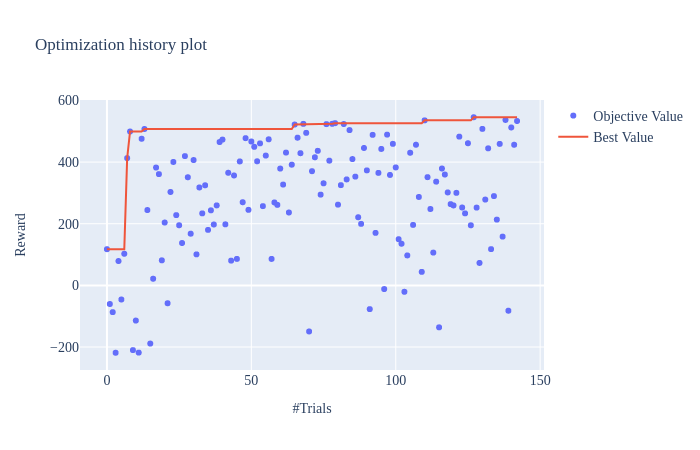 Optimization history plot
600
400
200
0
−200
0
50
100
150
#Trials
Reward
Objective Value
Best Value